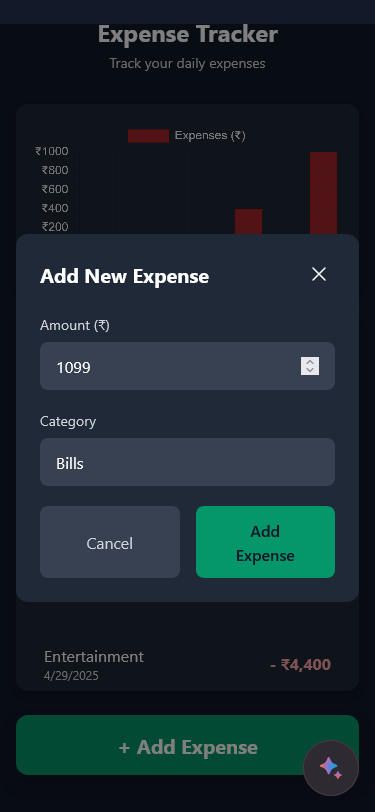 Expense Tracker
Track your daily expenses
Expenses (₹)
₹1000
₹800
₹600
₹400
₹200
Add New Expense
Amount (₹)
1099
Category
Bills
Cancel
Add
Expense
Entertainment
- ₹4,400
4/29/2025
+ Add Expense